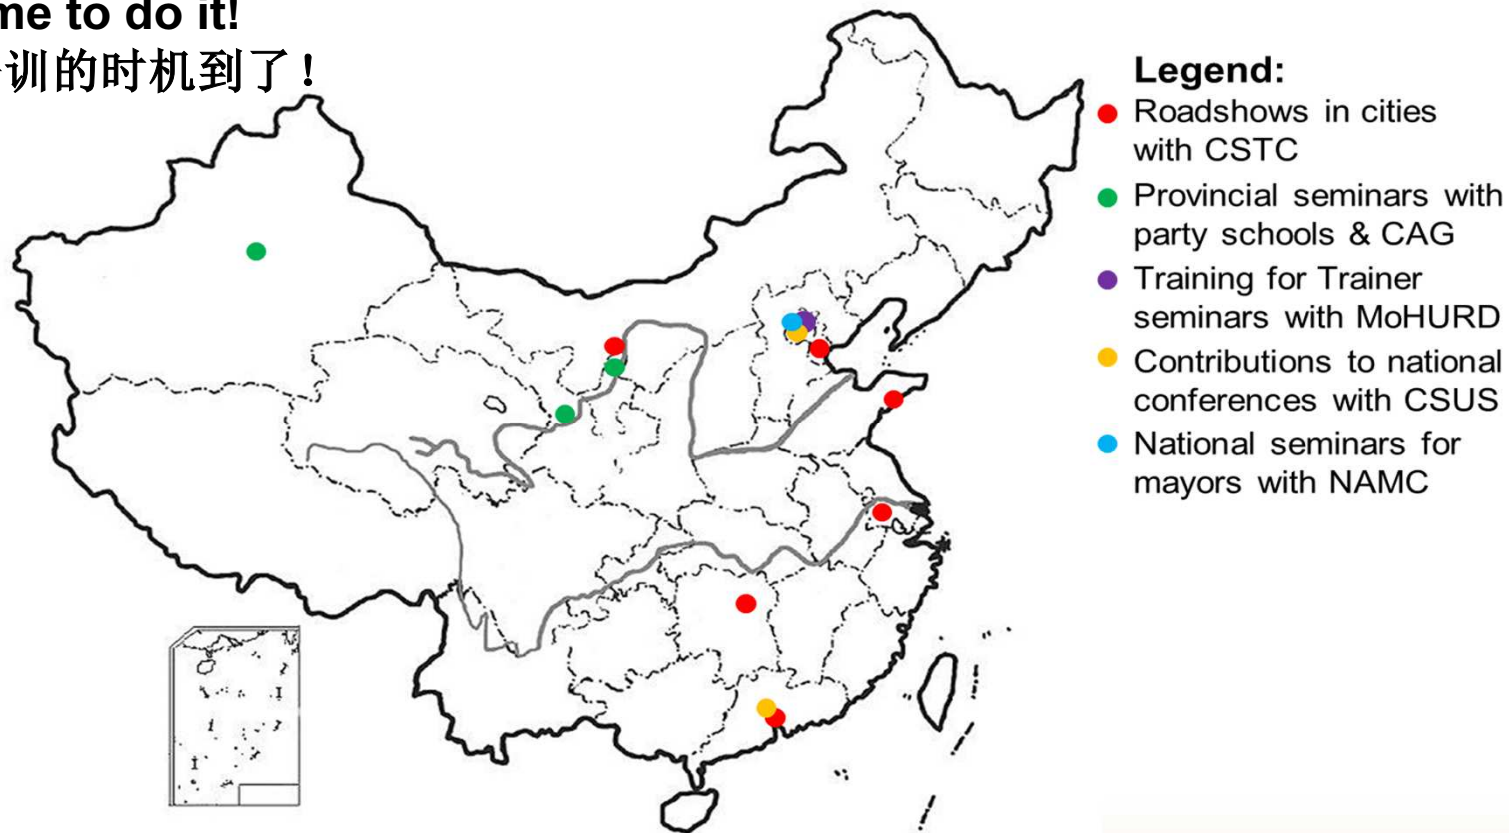 me to do it!
训的时机到了！
Legend:
Roadshows in cities
with CSTC
Provincial seminars with
party schools & CAG
Training for Trainer
seminars with MoHURD
Contributions to national
conferences with CSUS
National seminars for
mayors with NAMC